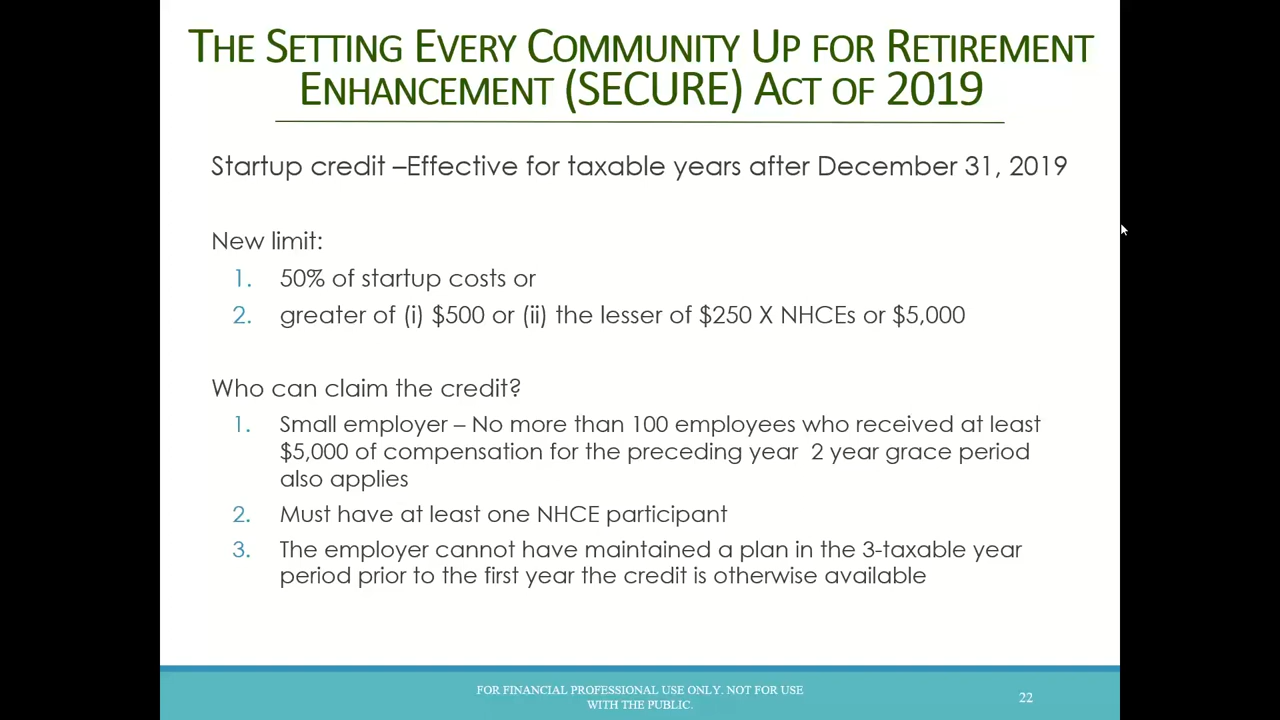 THE SETTING EVERY COMMUNITY UP FOR RETIREMENT
ENHANCEMENT (SECURE) ACT OF 2019
Startup credit –Effective for taxable years after December 31, 2019
New limit:
1. 50% of startup costs or
2. greater of (i) $500 or (ii) the lesser of $250 X NHCEs or $5,000
Who can claim the credit?
1. Small employer – No more than 100 employees who received at least
$5,000 of compensation for the preceding year 2 year grace period
also applies
2. Must have at least one NHCE participant
3. The employer cannot have maintained a plan in the 3-taxable year
period prior to the first year the credit is otherwise available
FOR FINANCIAL PROFESSIONAL USE ONLY. NOT FOR USE
WITH THE PUBLIC.
22